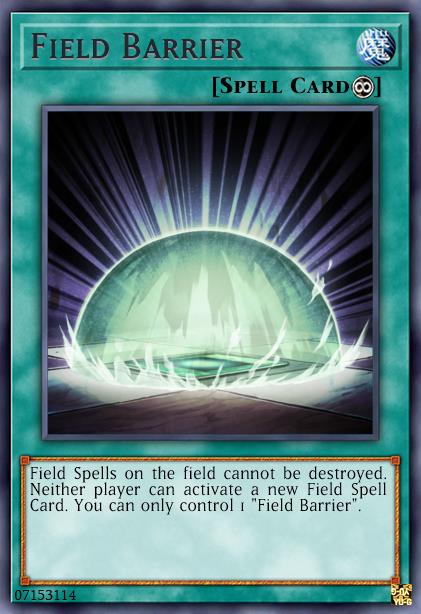 Field Barrier
魔
[Spell Card♾]
Field Spells on the field cannot be destroyed.
Neither player can activate a new Field Spell
Card. You can only control 1 "Field Barrier".
07153114